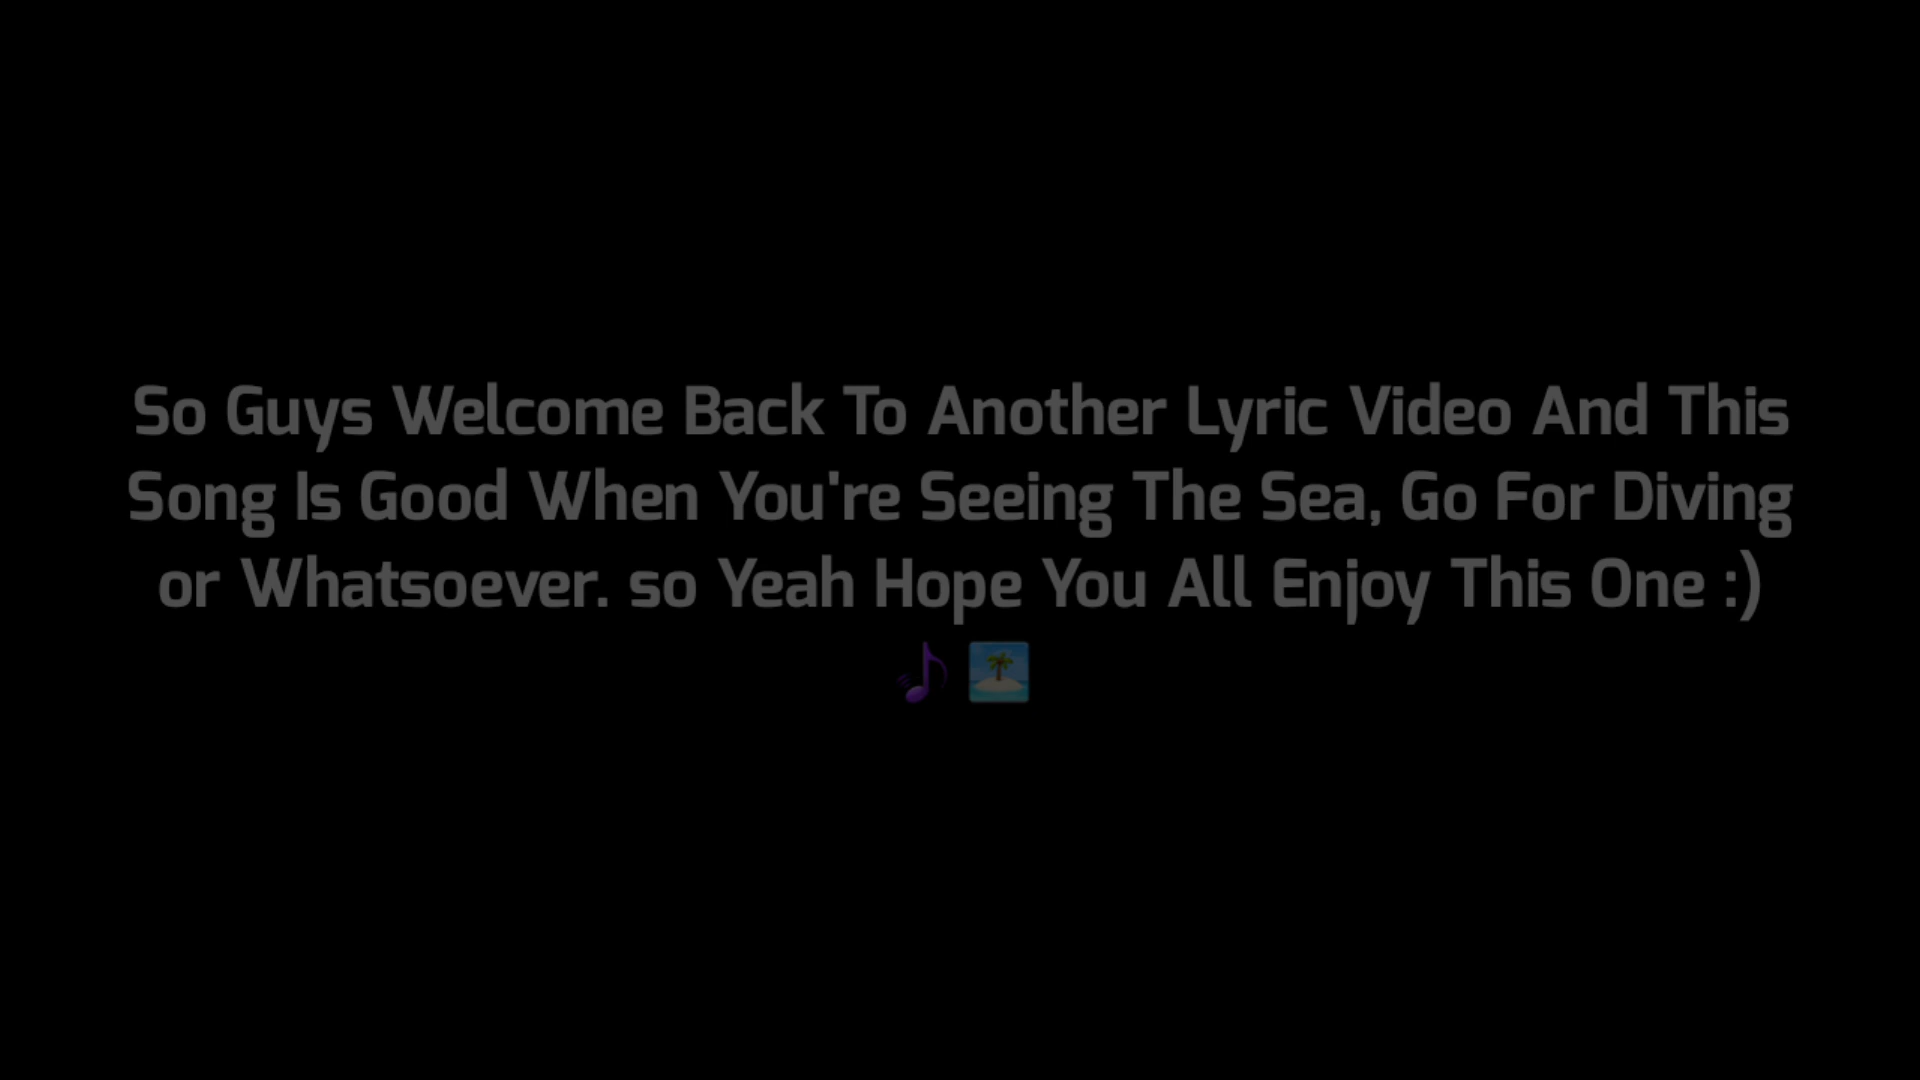 So Guys Welcome Back To Another Lyric Video And This
Song Is Good When You're Seeing The Sea, Go For Diving
or Whatsoever. so Yeah Hope You All Enjoy This One :)
🎵 🏝️